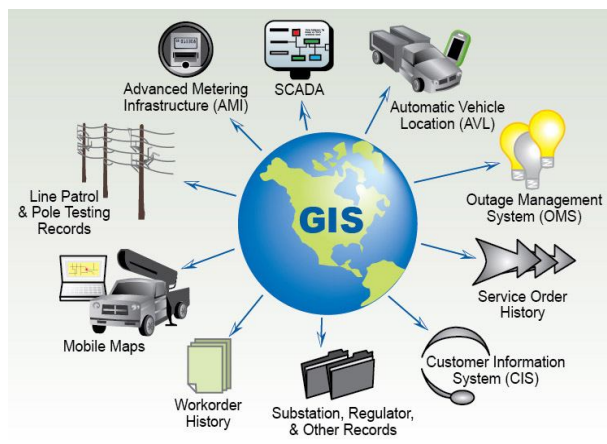 Advanced Metering
Infrastructure (AMI)
SCADA
Automatic Vehicle
Location (AVL)
Line Patrol
& Pole Testing
Records
GIS
Outage Management
System (OMS)
Service Order
History
Mobile Maps
Customer Information
System (CIS)
Workorder
History
Substation, Regulator,
& Other Records